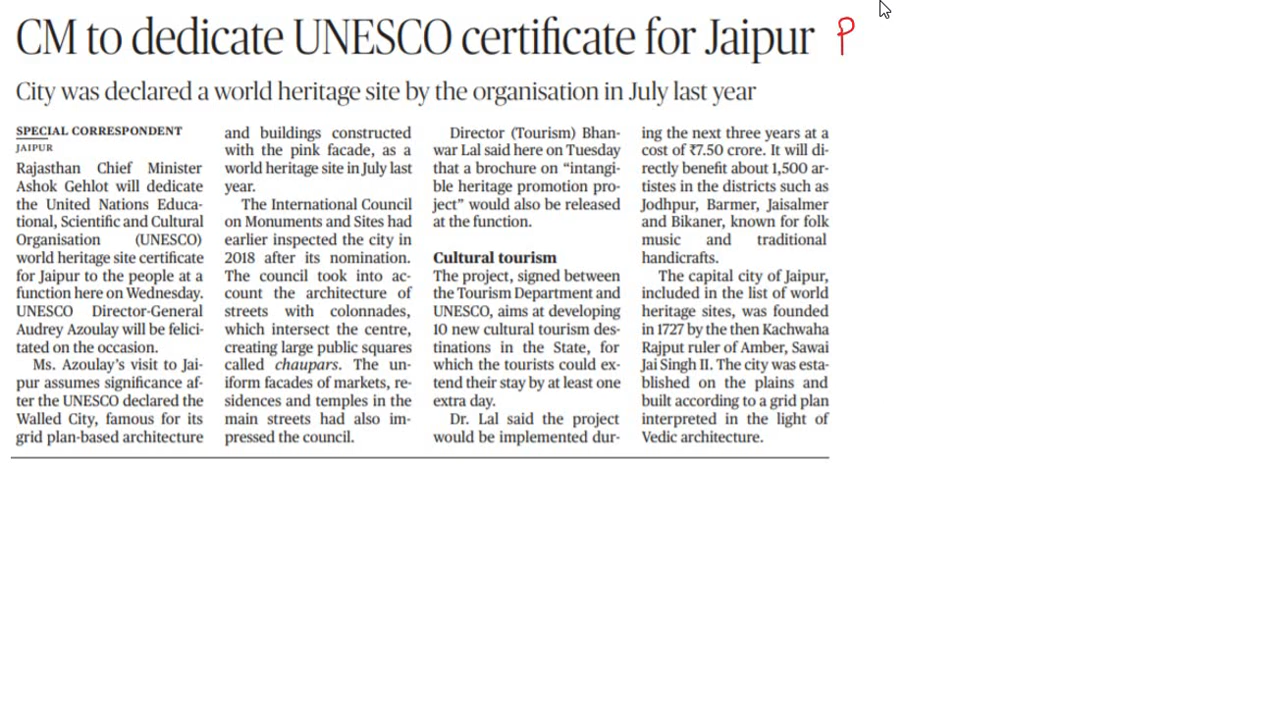 CM to dedicate UNESCO certificate for Jaipur P
City was declared a world heritage site by the organisation in July last year
SPECIAL CORRESPONDENT
JAIPUR
Rajasthan Chief Minister
Ashok Gehlot will dedicate
the United Nations Educa-
tional, Scientific and Cultural
Organisation (UNESCO)
world heritage site certificate
for Jaipur to the people at a
function here on Wednesday.
UNESCO Director-General
Audrey Azoulay will be felici-
tated on the occasion.
Ms. Azoulay's visit to Jai-
pur assumes significance af-
ter the UNESCO declared the
Walled City, famous for its
grid plan-based architecture
and buildings constructed
with the pink facade, as a
world heritage site in July last
year.
The International Council
on Monuments and Sites had
earlier inspected the city in
2018 after its nomination.
The council took into ac-
count the architecture of
streets with colonnades,
which intersect the centre,
creating large public squares
called chaupars. The un-
iform facades of markets, re-
sidences and temples in the
main streets had also im-
pressed the council.
Director (Tourism) Bhan-
war Lal said here on Tuesday
that a brochure on “intangi-
ble heritage promotion pro-
ject” would also be released
at the function.
Cultural tourism
The project, signed between
the Tourism Department and
UNESCO, aims at developing
10 new cultural tourism des-
tinations in the State, for
which the tourists could ex-
tend their stay by at least one
extra day.
Dr. Lal said the project
would be implemented dur-
ing the next three years at a
cost of ₹7.50 crore. It will di-
rectly benefit about 1,500 ar-
tistes in the districts such as
Jodhpur, Barmer, Jaisalmer
and Bikaner, known for folk
music and traditional
handicrafts.
The capital city of Jaipur,
included in the list of world
heritage sites, was founded
in 1727 by the then Kachwaha
Rajput ruler of Amber, Sawai
Jai Singh II. The city was esta-
blished on the plains and
built according to a grid plan
interpreted in the light of
Vedic architecture.